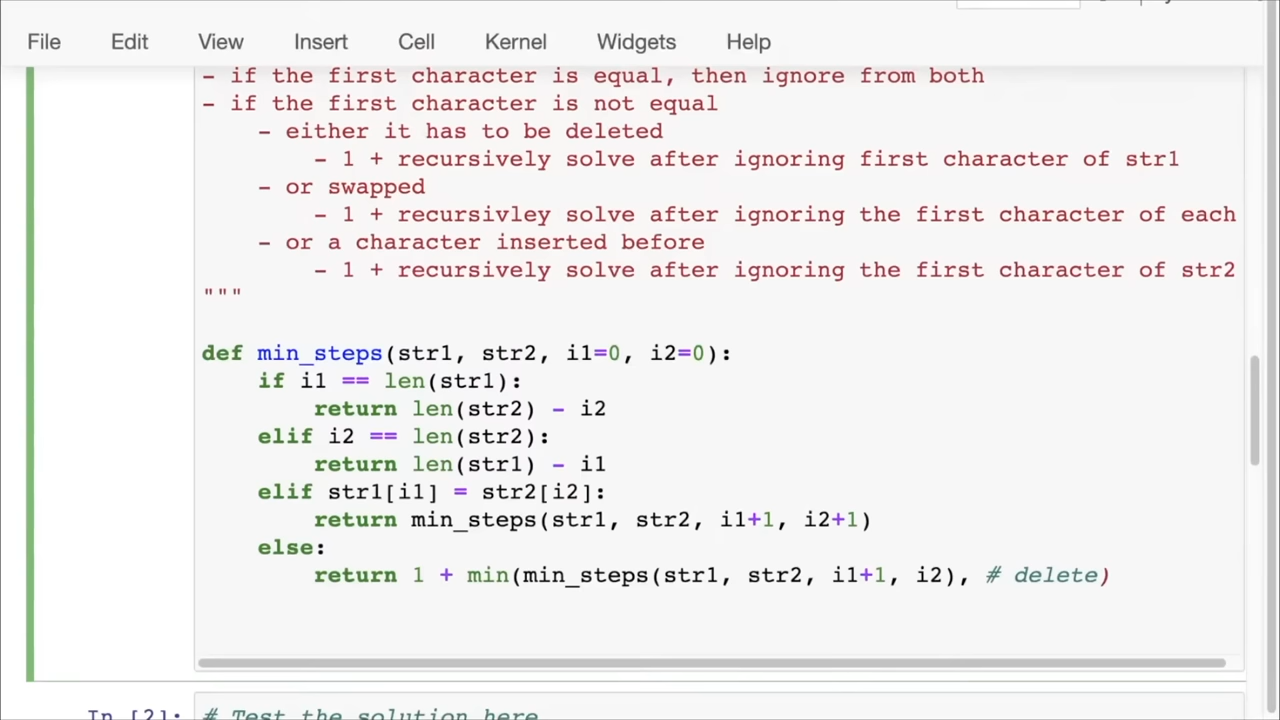 File Edit View Insert Cell Kernel Widgets Help
- if the first character is equal, then ignore from both
- if the first character is not equal
    - either it has to be deleted
        - 1 + recursively solve after ignoring first character of str1
    - or swapped
        - 1 + recursivley solve after ignoring the first character of each
    - or a character inserted before
        - 1 + recursively solve after ignoring the first character of str2
"""
def min_steps(str1, str2, i1=0, i2=0):
    if i1 == len(str1):
        return len(str2) - i2
    elif i2 == len(str2):
        return len(str1) - i1
    elif str1[i1] = str2[i2]:
        return min_steps(str1, str2, i1+1, i2+1)
    else:
        return 1 + min(min_steps(str1, str2, i1+1, i2), # delete)
In [2]: # Test the solution here